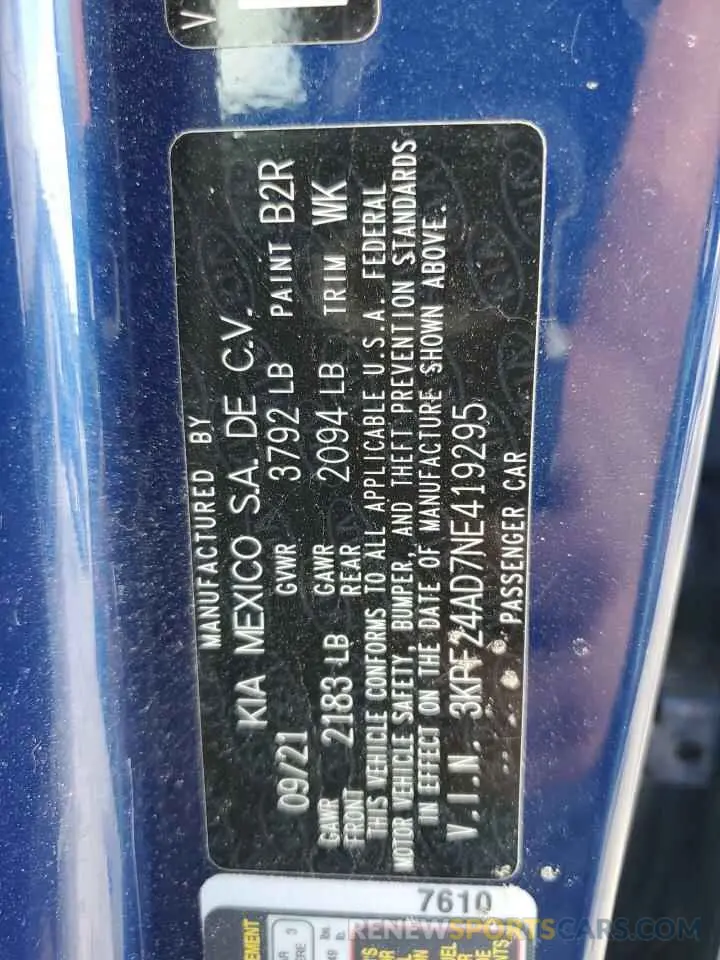 V
MANUFACTURED BY
KIA MEXICO S.A. DE C.V.
09/21 GVWR 3792 LB PAINT B2R
GAWR FRONT 2183 LB GAWR REAR 2094 LB TRIM WK
THIS VEHICLE CONFORMS TO ALL APPLICABLE U.S.A. FEDERAL
MOTOR VEHICLE SAFETY, BUMPER, AND THEFT PREVENTION STANDARDS
IN EFFECT ON THE DATE OF MANUFACTURE SHOWN ABOVE.
V.I.N. 3KPF24AD7NE419295
PASSENGER CAR
7610
RENEWSPORTSCARS.COM